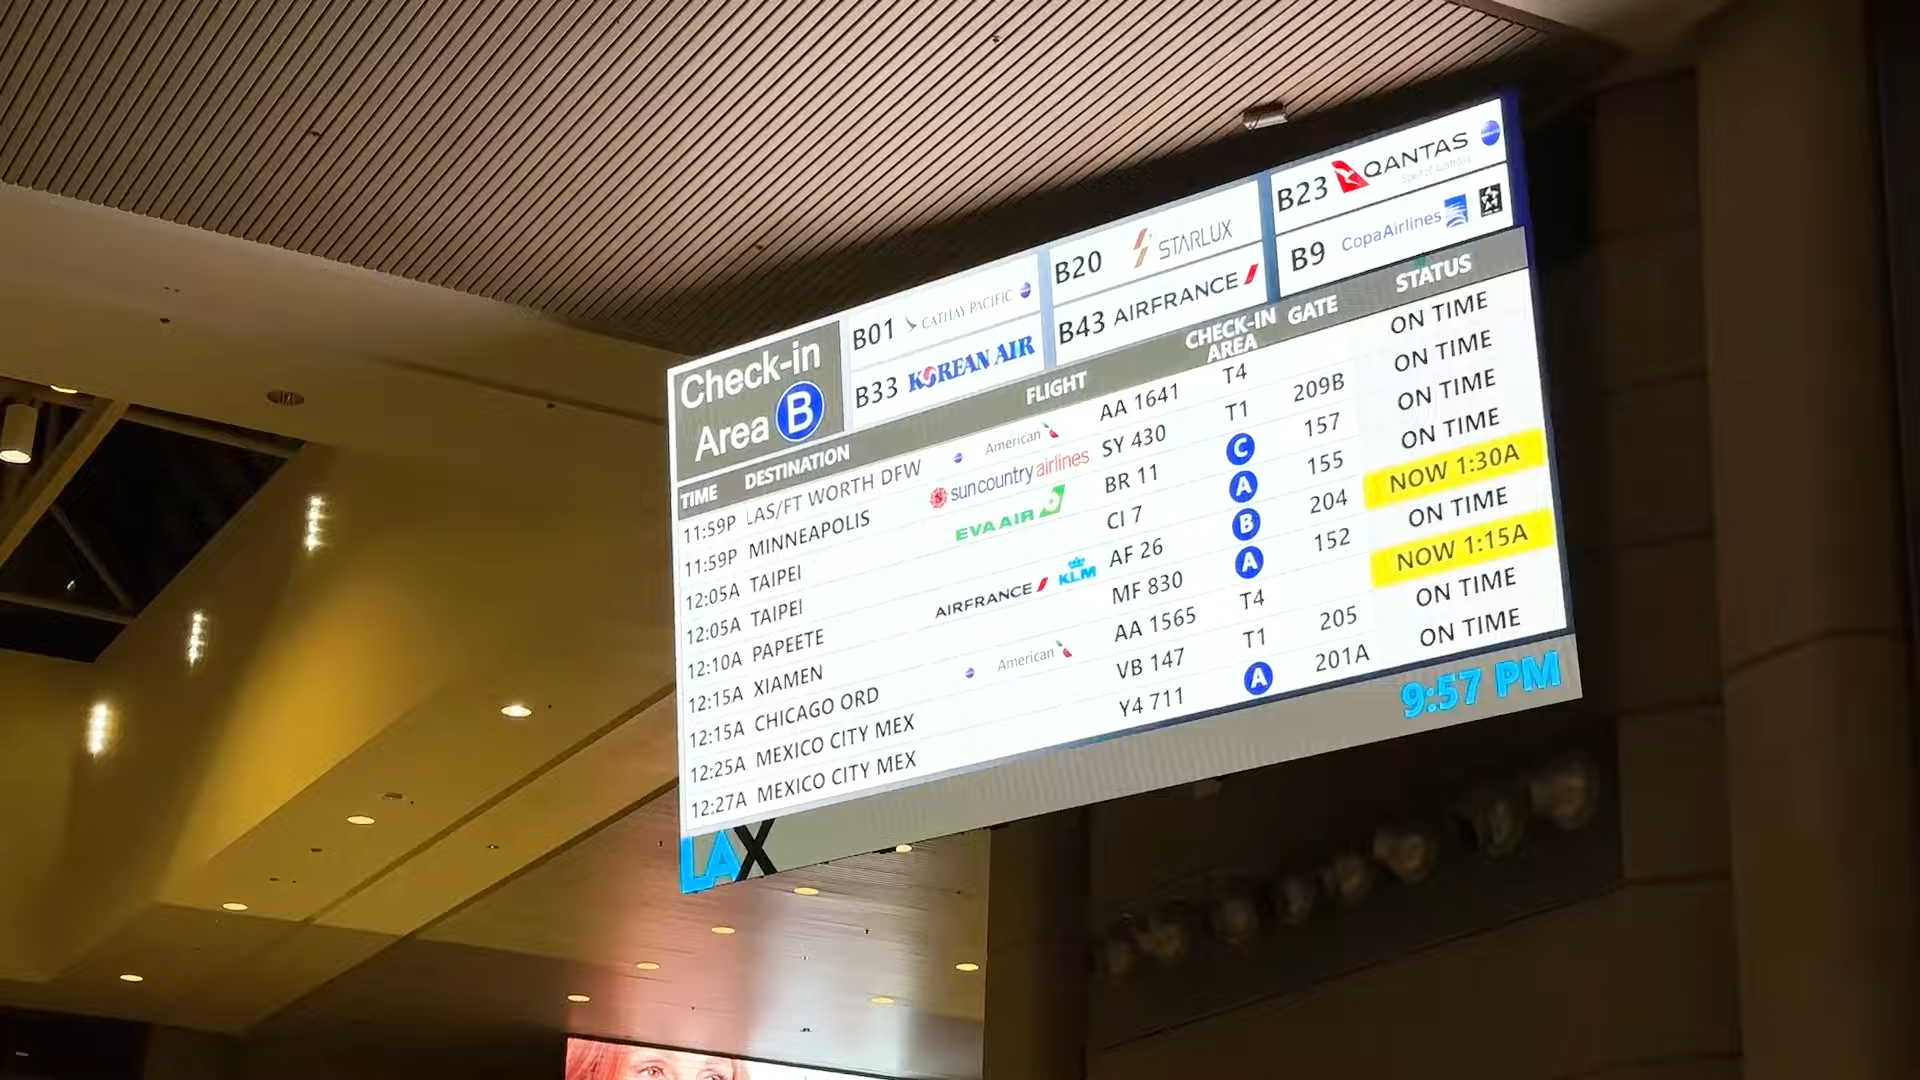 Check-in
Area B
B01 CATHAY PACIFIC
B33 KOREAN AIR
B20 STARLUX
B43 AIRFRANCE
B23 QANTAS
Spirit of Australia
B9 CopaAirlines
TIME DESTINATION FLIGHT CHECK-IN AREA GATE STATUS
11:59P LAS/FT WORTH DFW American AA 1641 T4 ON TIME
11:59P MINNEAPOLIS sun country airlines SY 430 T1 209B ON TIME
12:05A TAIPEI EVA AIR BR 11 C 157 ON TIME
12:05A TAIPEI CI 7 A 155 ON TIME
12:10A PAPEETE AIRFRANCE KLM AF 26 B 204 NOW 1:30A
12:15A XIAMEN MF 830 A 152 ON TIME
12:15A CHICAGO ORD American AA 1565 T4 NOW 1:15A
12:25A MEXICO CITY MEX VB 147 T1 205 ON TIME
12:27A MEXICO CITY MEX Y4 711 A 201A ON TIME
LAX 9:57 PM